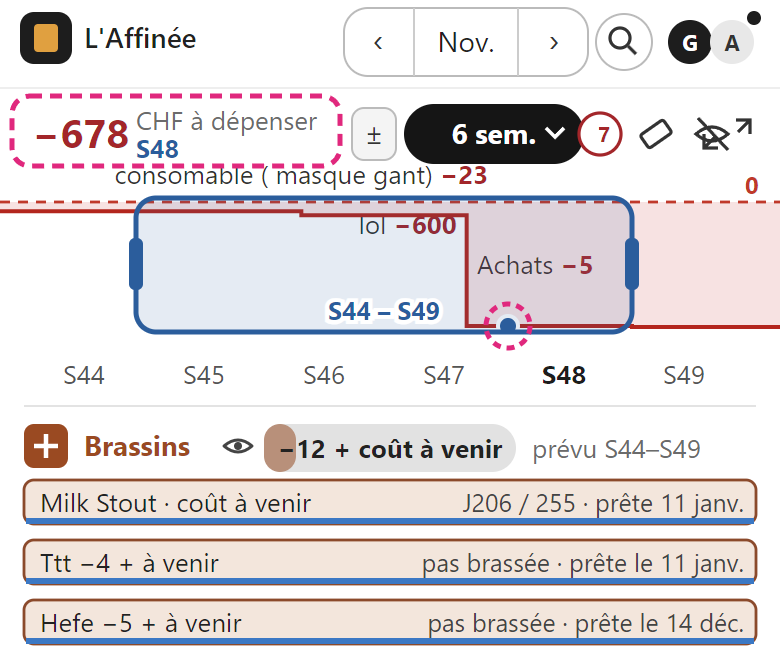 L'Affinée
‹ Nov. ›
G A
−678 CHF à dépenser
S48
±
6 sem.
7
consomable ( masque gant) −23
0
lol −600
Achats −5
S44 – S49
S44 S45 S46 S47 S48 S49
+ Brassins −12 + coût à venir prévu S44–S49
Milk Stout · coût à venir J206 / 255 · prête 11 janv.
Ttt −4 + à venir pas brassée · prête le 11 janv.
Hefe −5 + à venir pas brassée · prête le 14 déc.